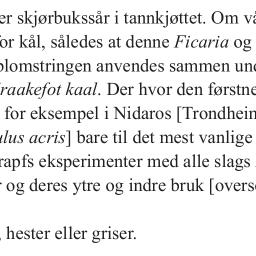 er skjørbukssår i tannkjøttet. Om vå
for kål, således at denne Ficaria og
plomstringen anvendes sammen und
raakefot kaal. Der hvor den førstne
for eksempel i Nidaros [Trondhein
ulus acris] bare til det mest vanlige
rapfs eksperimenter med alle slags
og deres ytre og indre bruk [overs
, hester eller griser.